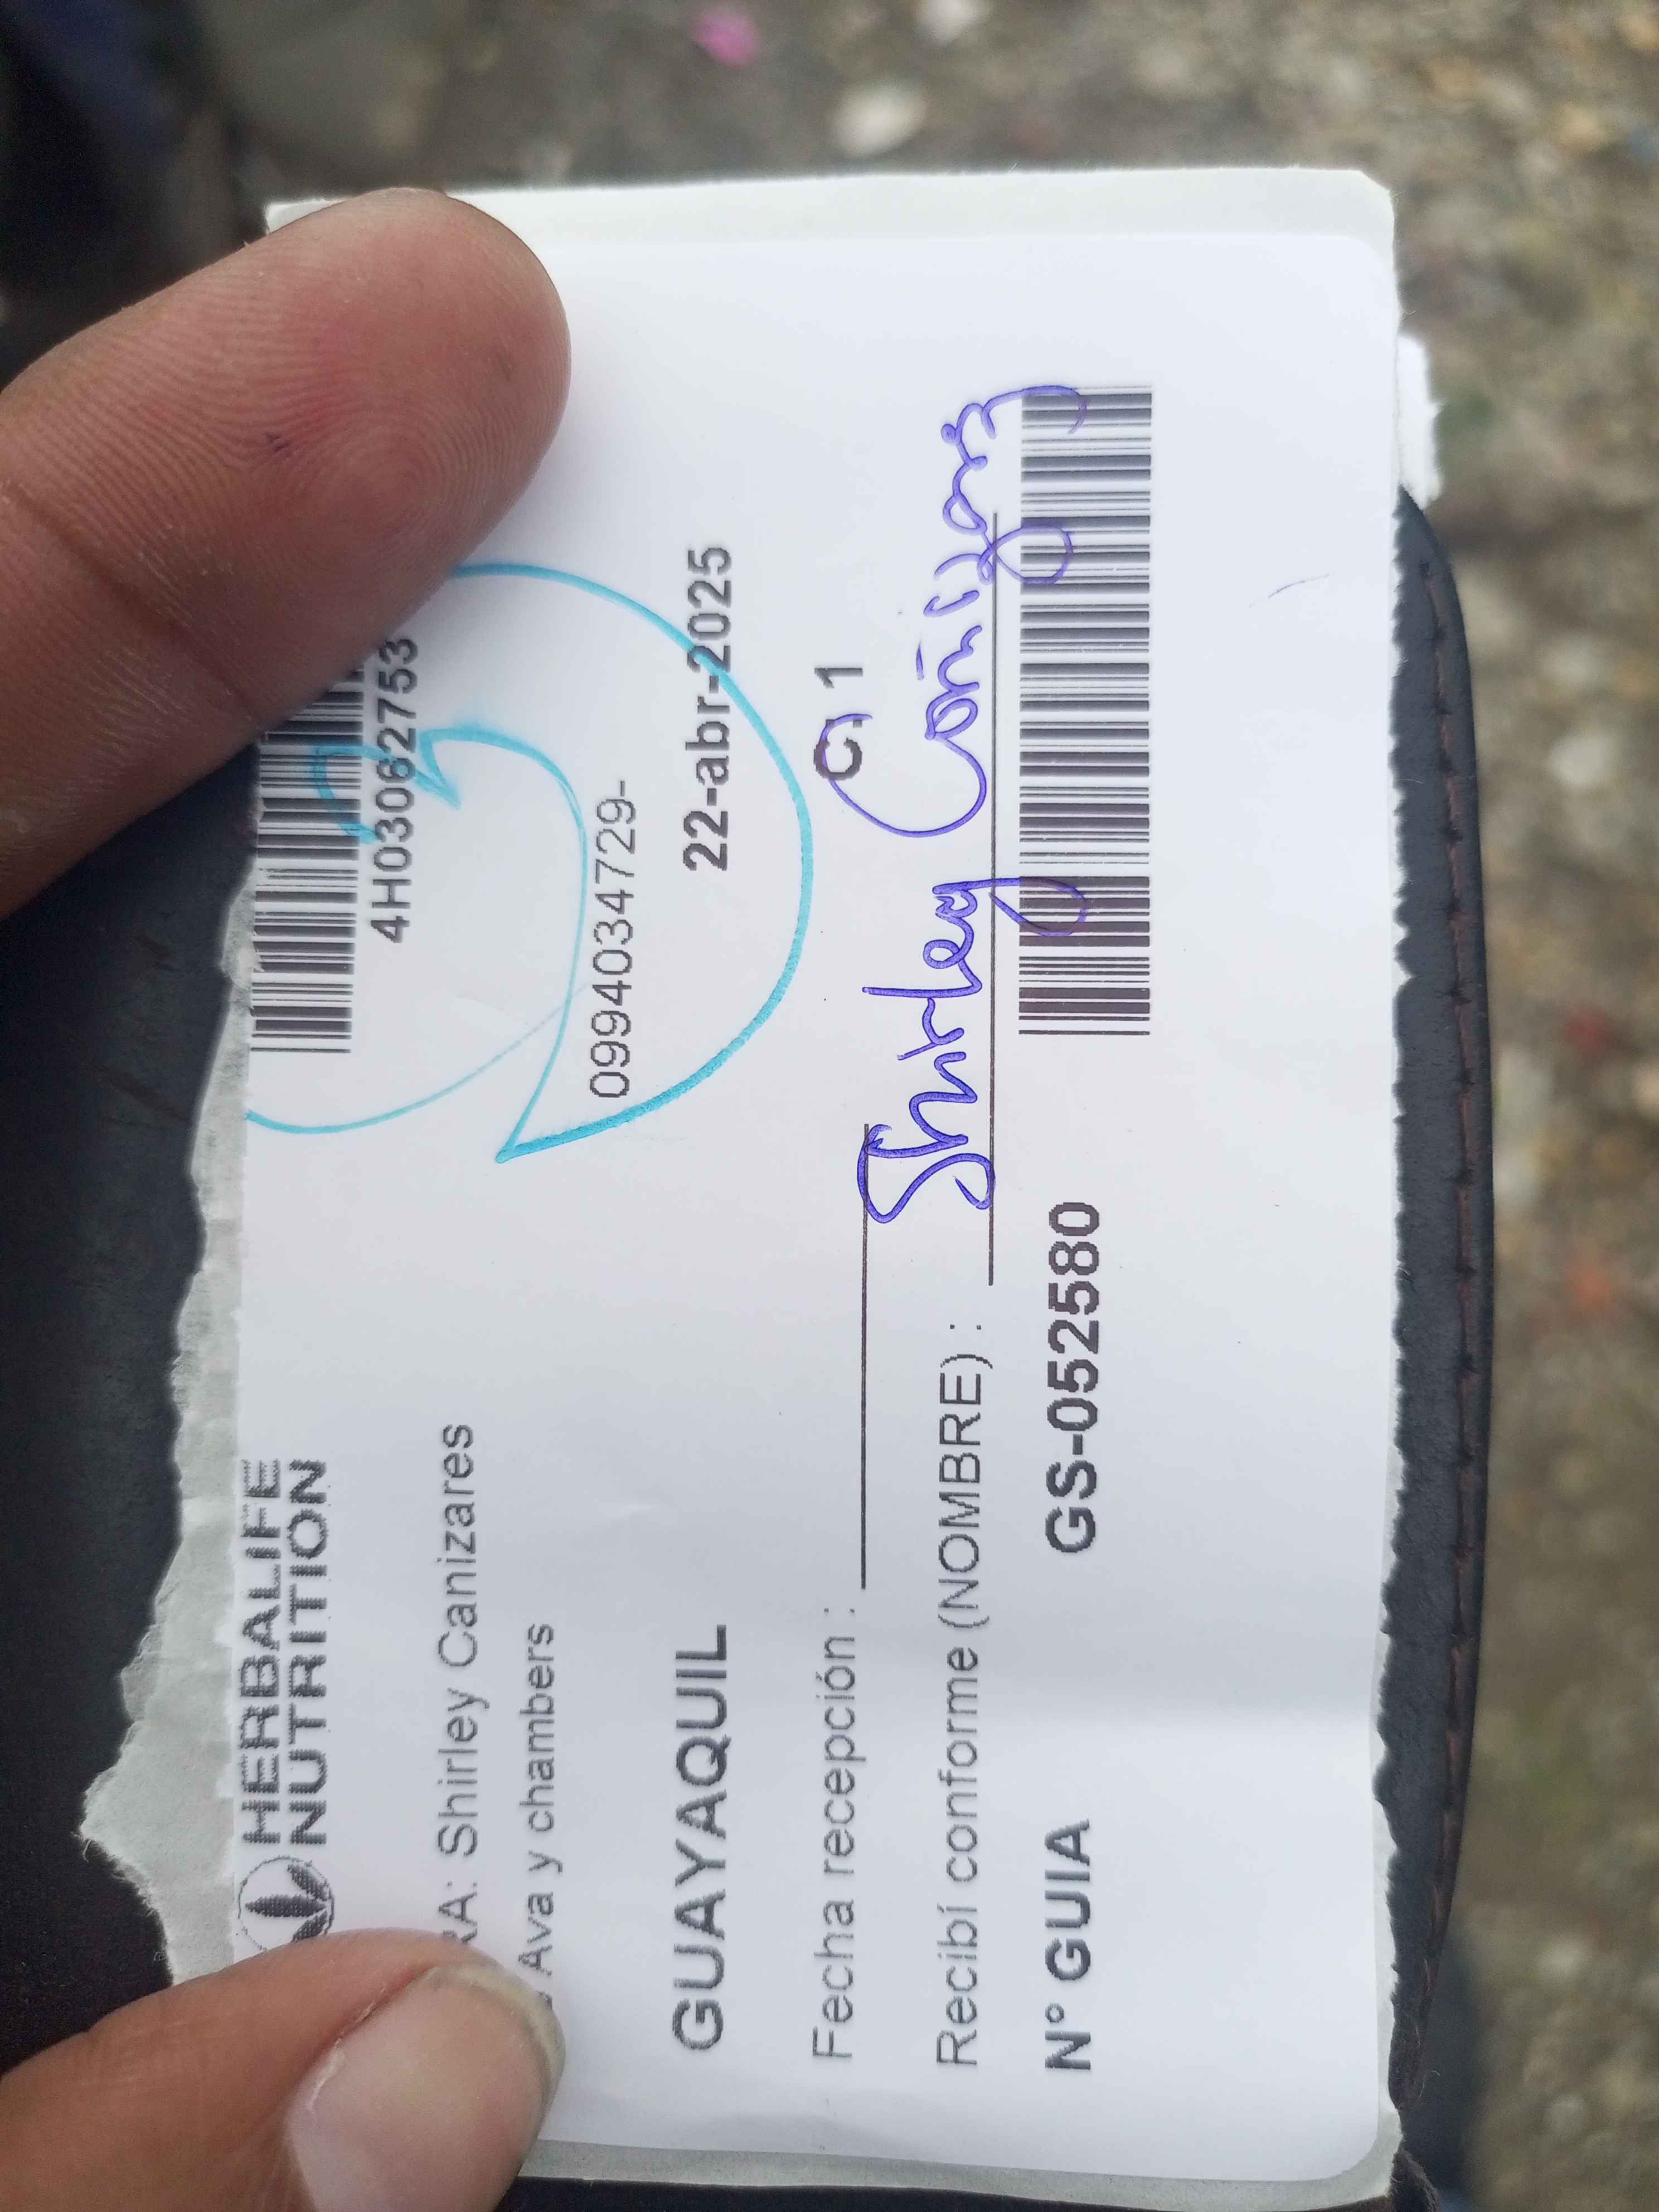 HERBALIFE
NUTRITION
4H03062753
RA: Shirley Canizares
Ava y chambers
0994034729-
GUAYAQUIL
22-abr-2025
Fecha recepción :
C. 1
Recibí conforme (NOMBRE) : Shirley Cañizares
N° GUIA GS-052580